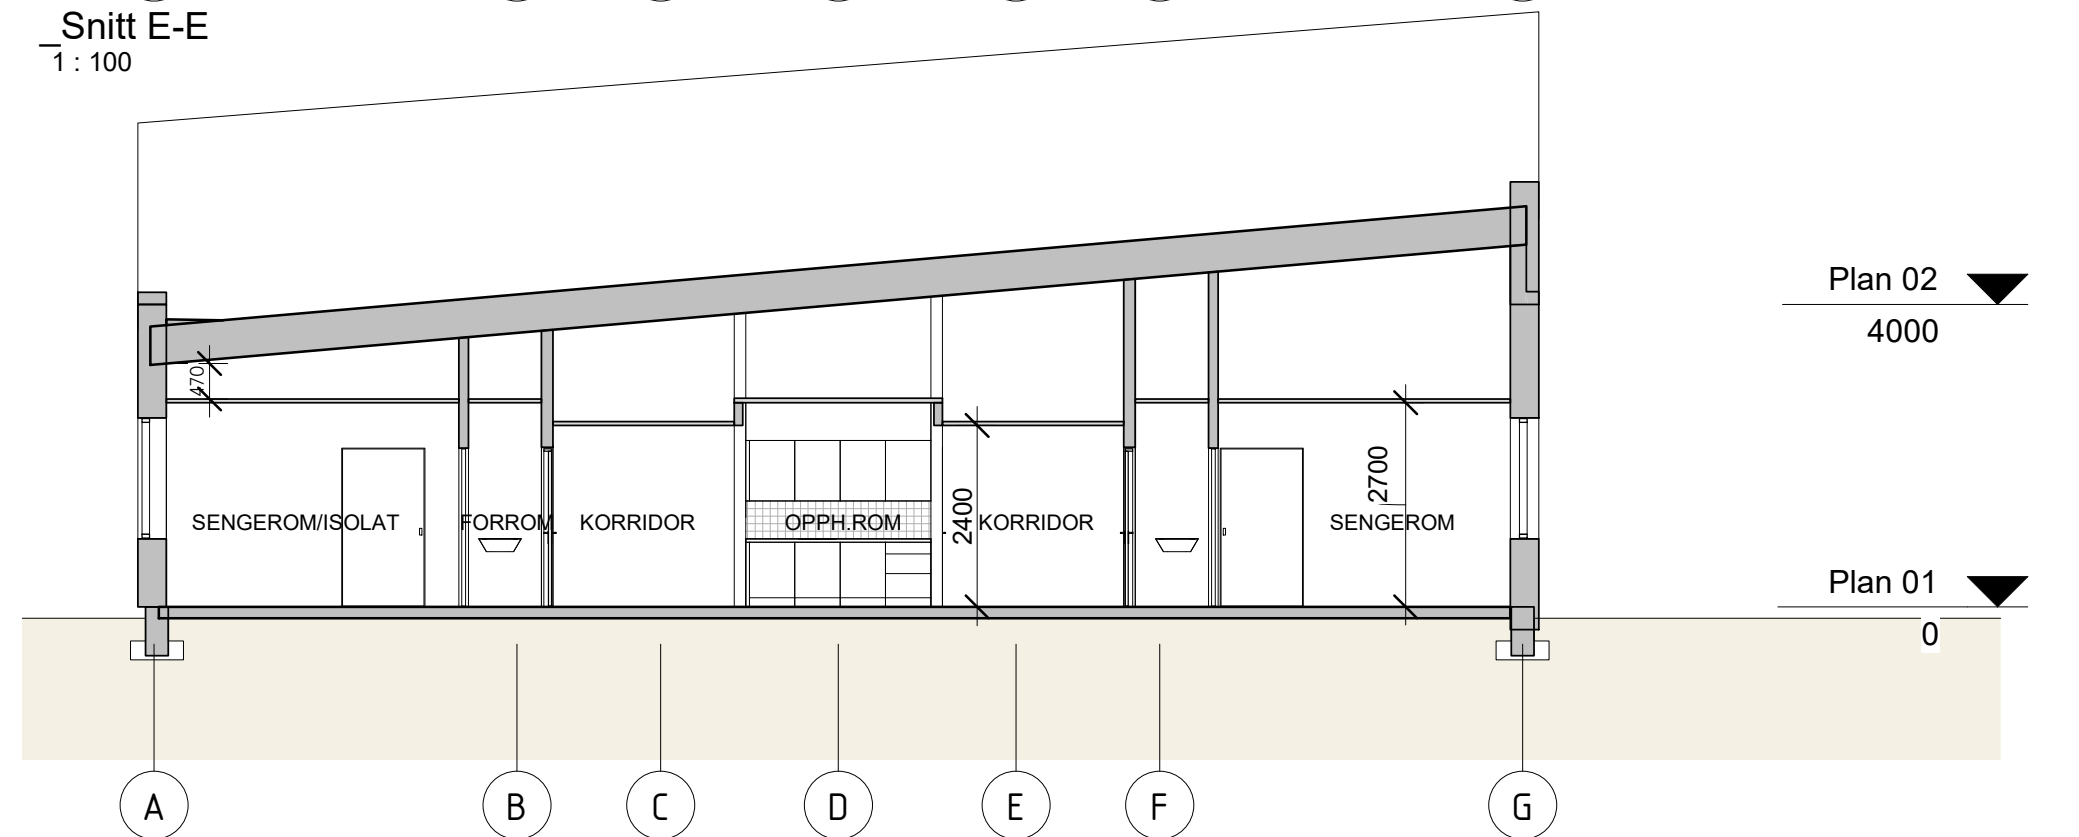 _Snitt E-E
1 : 100
Plan 02
4000
470
2700
2400
SENGEROM/ISOLAT
FORROM
KORRIDOR
OPPH.ROM
KORRIDOR
SENGEROM
Plan 01
0
A
B
C
D
E
F
G